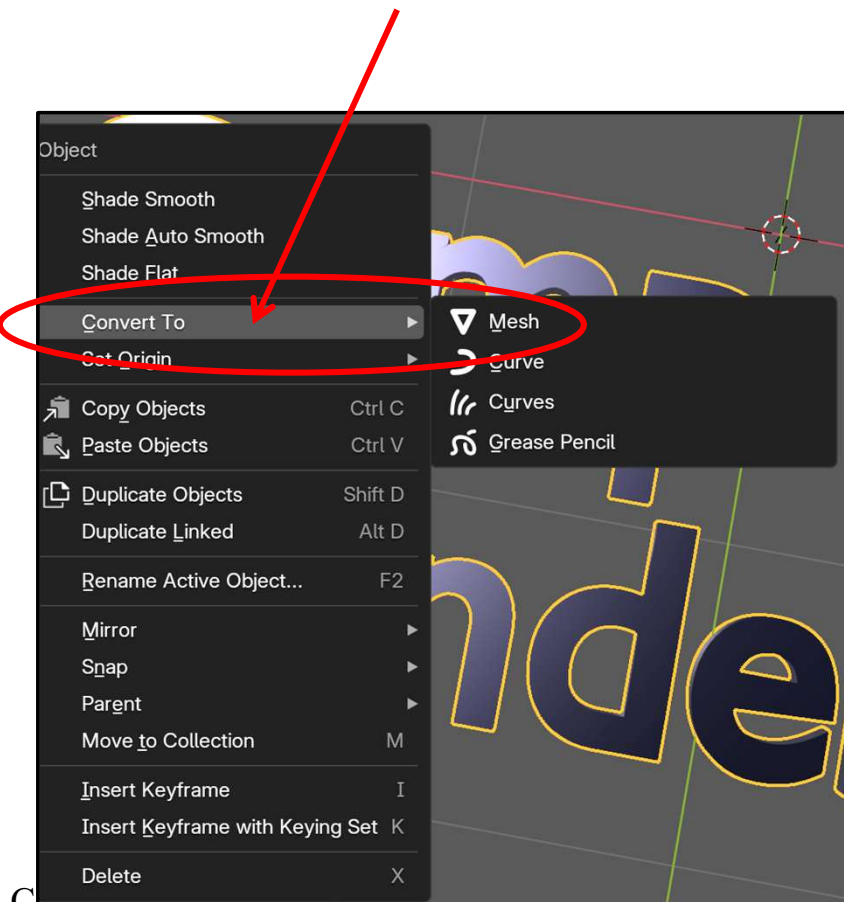 Object
Shade Smooth
Shade Auto Smooth
Shade Flat
Convert To
Mesh
Set Origin
Curve
Copy Objects Ctrl C
Curves
Paste Objects Ctrl V
Grease Pencil
Duplicate Objects Shift D
Duplicate Linked Alt D
Rename Active Object... F2
Mirror
Snap
Parent
Move to Collection M
Insert Keyframe I
Insert Keyframe with Keying Set K
Delete X
C